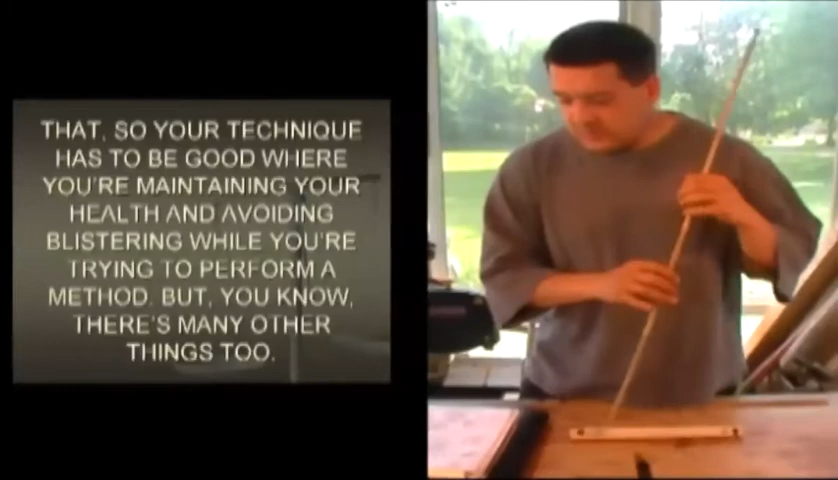 THAT, SO YOUR TECHNIQUE
HAS TO BE GOOD WHERE
YOU'RE MAINTAINING YOUR
HEALTH AND AVOIDING
BLISTERING WHILE YOU'RE
TRYING TO PERFORM A
METHOD. BUT, YOU KNOW,
THERE'S MANY OTHER
THINGS TOO.